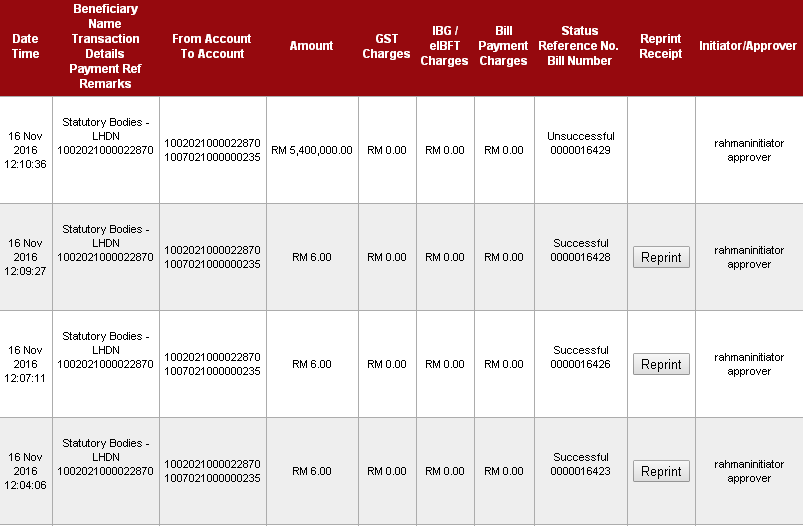 Date
Time
Beneficiary
Name
Transaction
Details
Payment Ref
Remarks
From Account
To Account
Amount
GST
Charges
IBG /
eIBFT
Charges
Bill
Payment
Charges
Status
Reference No.
Bill Number
Reprint
Receipt
Initiator/Approver
16 Nov
2016
12:10:36
Statutory Bodies -
LHDN
1002021000022870
1002021000022870
1007021000000235
RM 5,400,000.00
RM 0.00
RM 0.00
RM 0.00
Unsuccessful
0000016429
rahmaninitiator
approver
16 Nov
2016
12:09:27
Statutory Bodies -
LHDN
1002021000022870
1002021000022870
1007021000000235
RM 6.00
RM 0.00
RM 0.00
RM 0.00
Successful
0000016428
Reprint
rahmaninitiator
approver
16 Nov
2016
12:07:11
Statutory Bodies -
LHDN
1002021000022870
1002021000022870
1007021000000235
RM 6.00
RM 0.00
RM 0.00
RM 0.00
Successful
0000016426
Reprint
rahmaninitiator
approver
16 Nov
2016
12:04:06
Statutory Bodies -
LHDN
1002021000022870
1002021000022870
1007021000000235
RM 6.00
RM 0.00
RM 0.00
RM 0.00
Successful
0000016423
Reprint
rahmaninitiator
approver